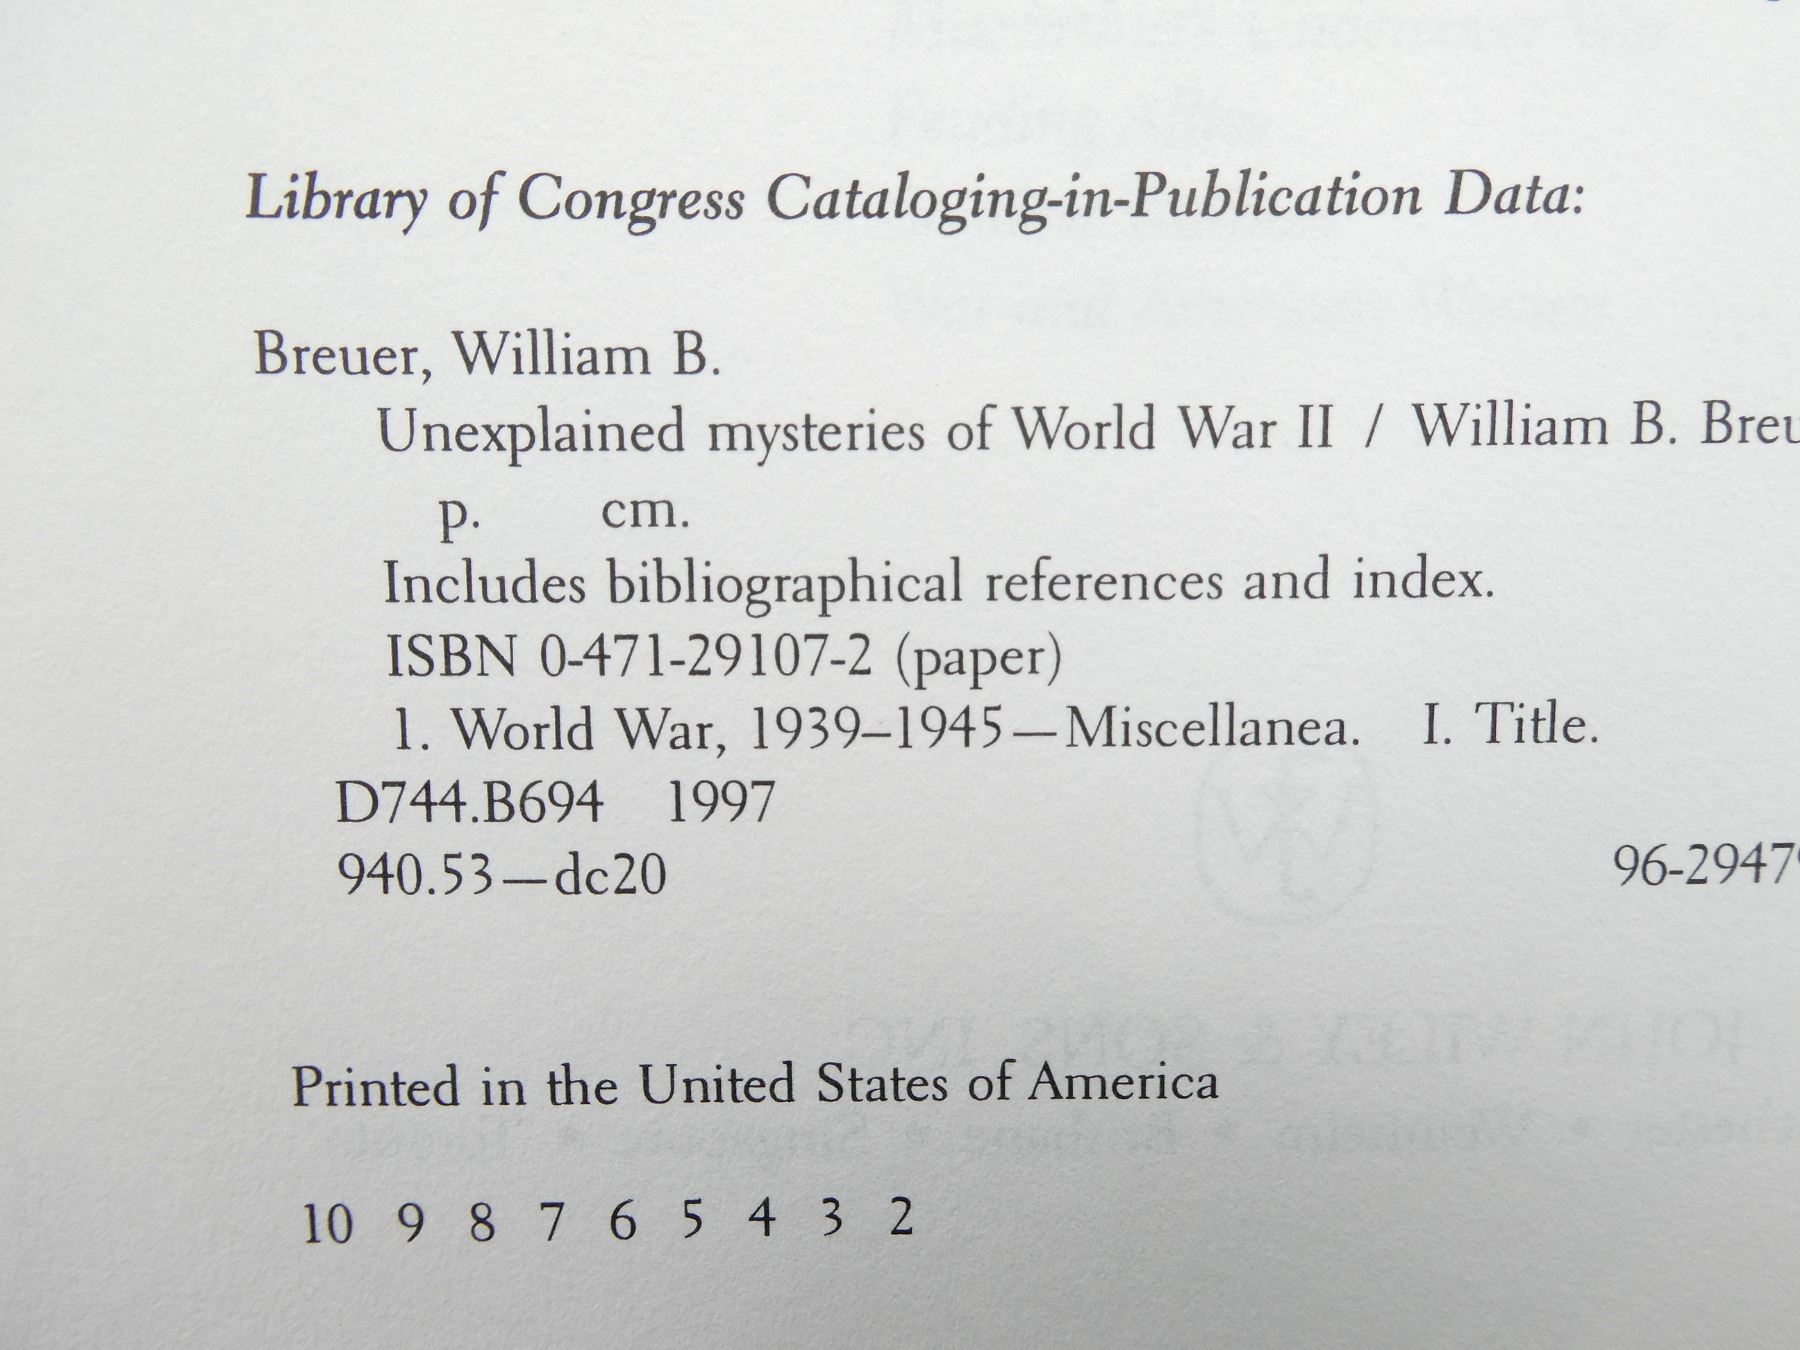 Library of Congress Cataloging-in-Publication Data:
Breuer, William B.
Unexplained mysteries of World War II / William B. Breu
p. cm.
Includes bibliographical references and index.
ISBN 0-471-29107-2 (paper)
1. World War, 1939–1945—Miscellanea. I. Title.
D744.B694 1997
940.53—dc20
96-2947
Printed in the United States of America
10 9 8 7 6 5 4 3 2